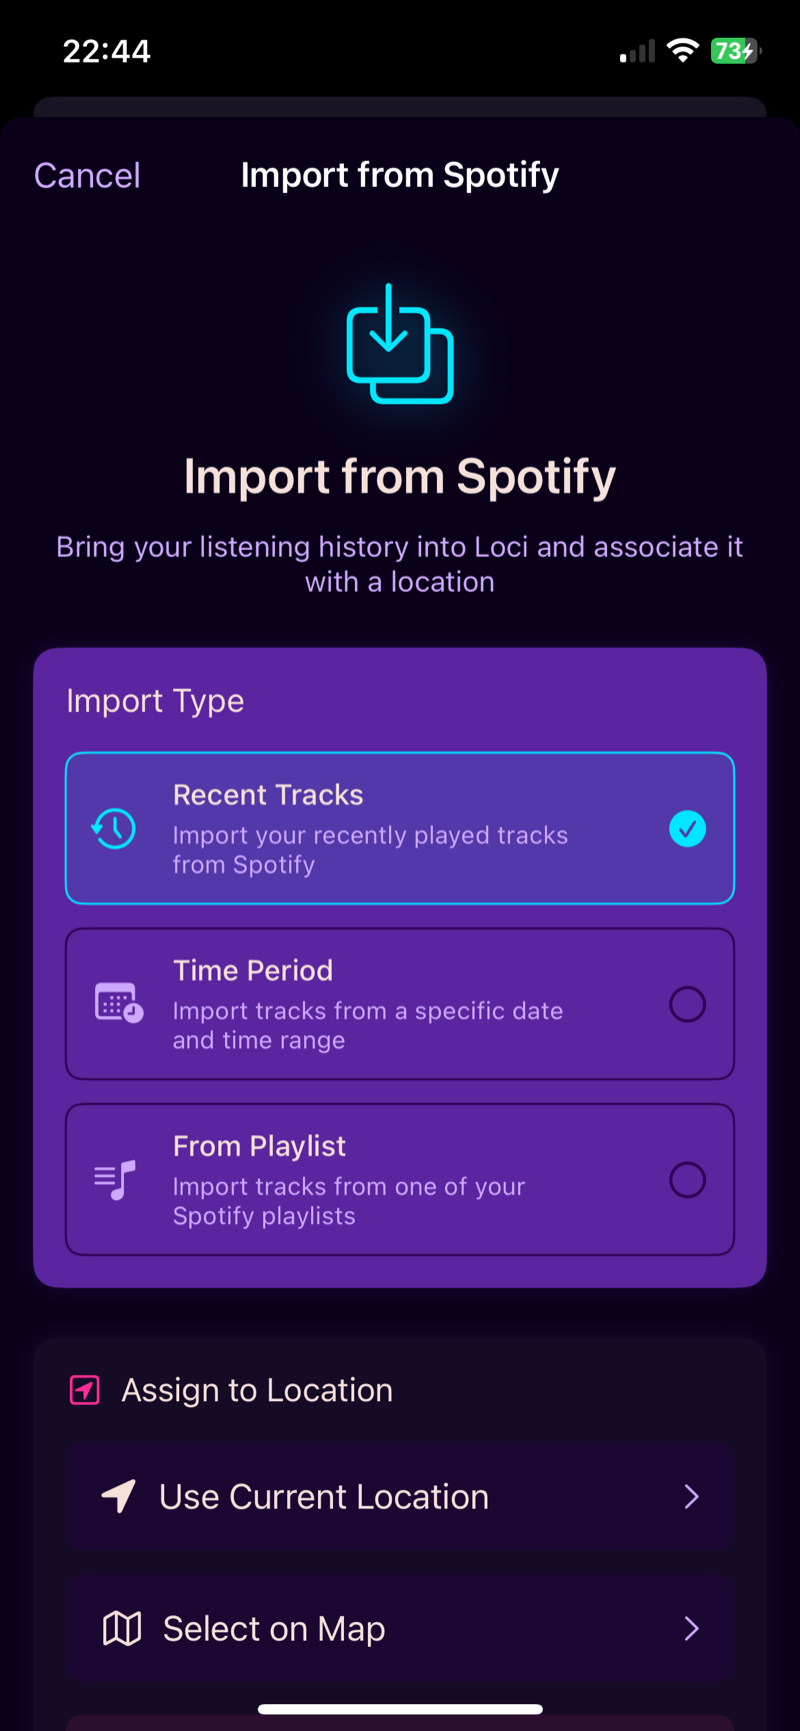 22:44
73
Cancel
Import from Spotify
Import from Spotify
Bring your listening history into Loci and associate it
with a location
Import Type
Recent Tracks
Import your recently played tracks
from Spotify
Time Period
Import tracks from a specific date
and time range
From Playlist
Import tracks from one of your
Spotify playlists
Assign to Location
Use Current Location
Select on Map